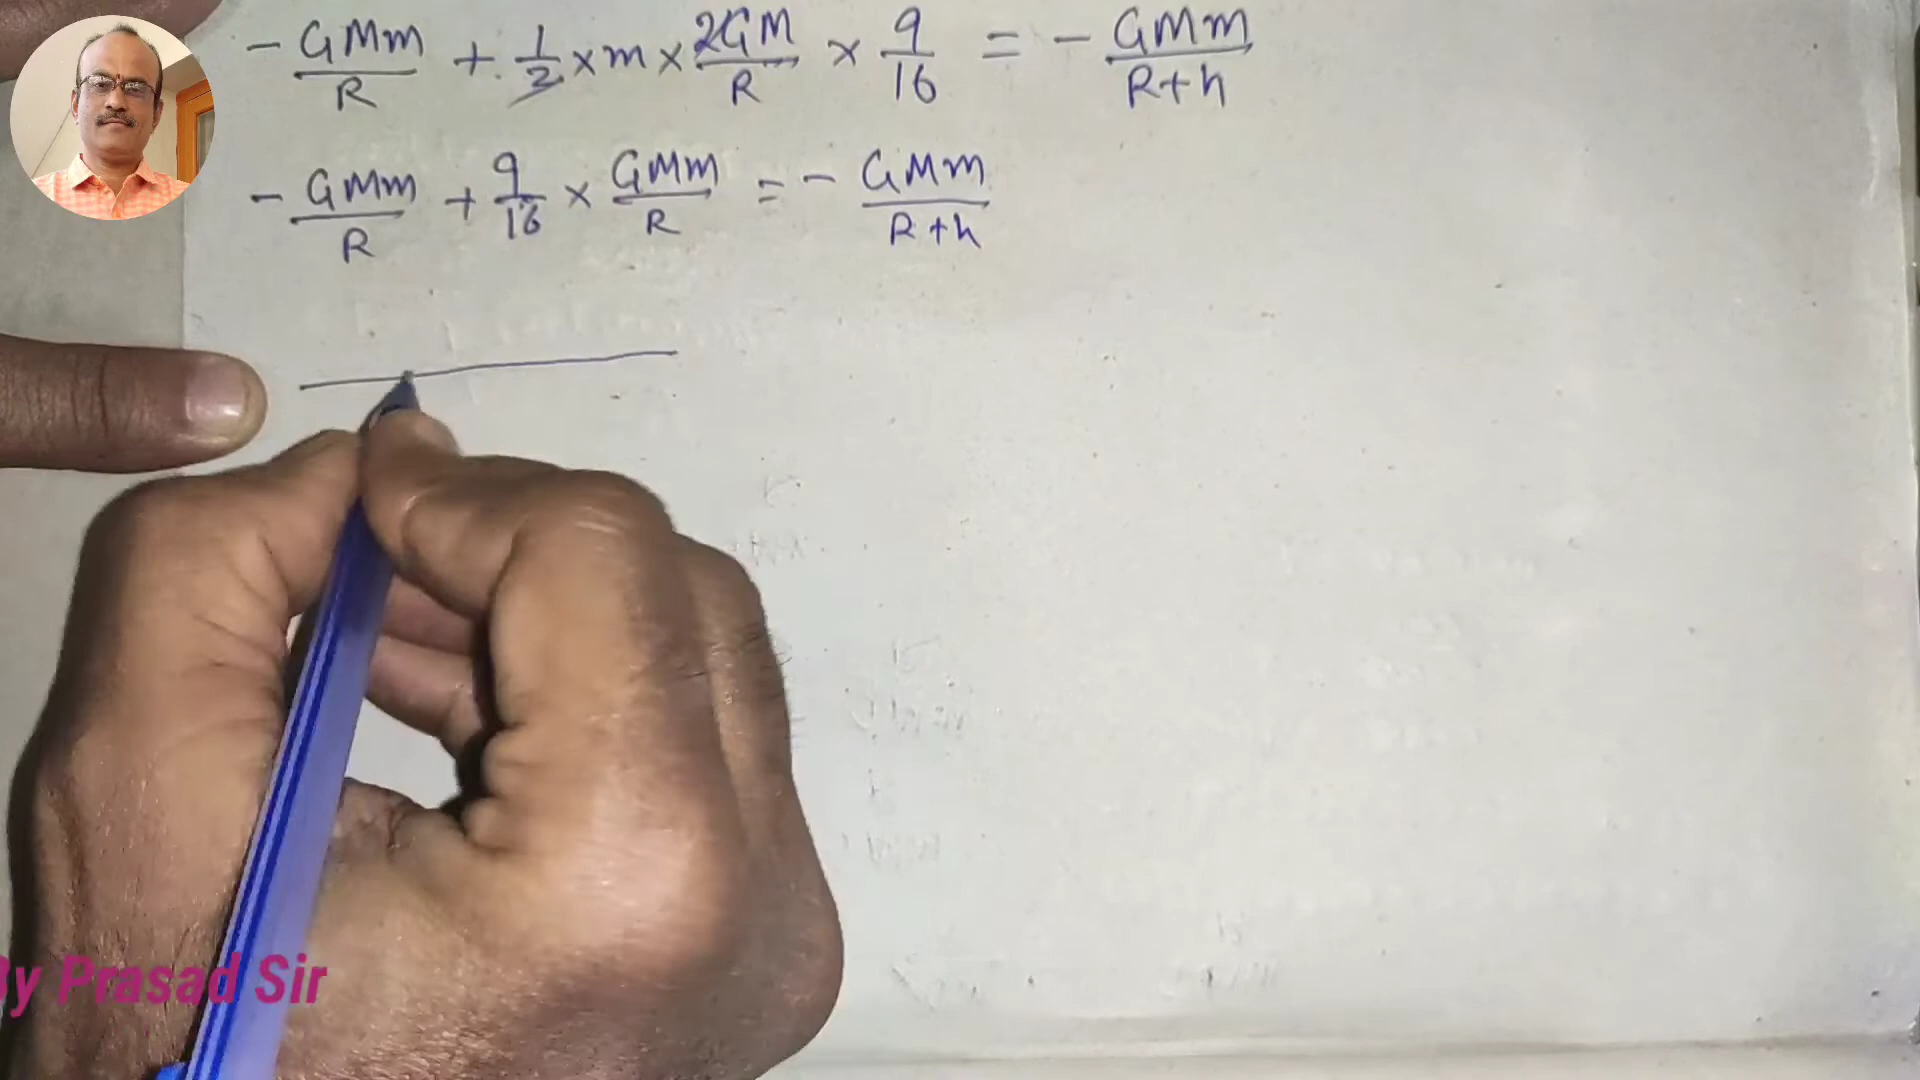 - GMm/R + 1/2 × m × 2GM/R × 9/16 = - GMm/R+h
- GMm/R + 9/16 × GMm/R = - GMm/R+h
By Prasad Sir